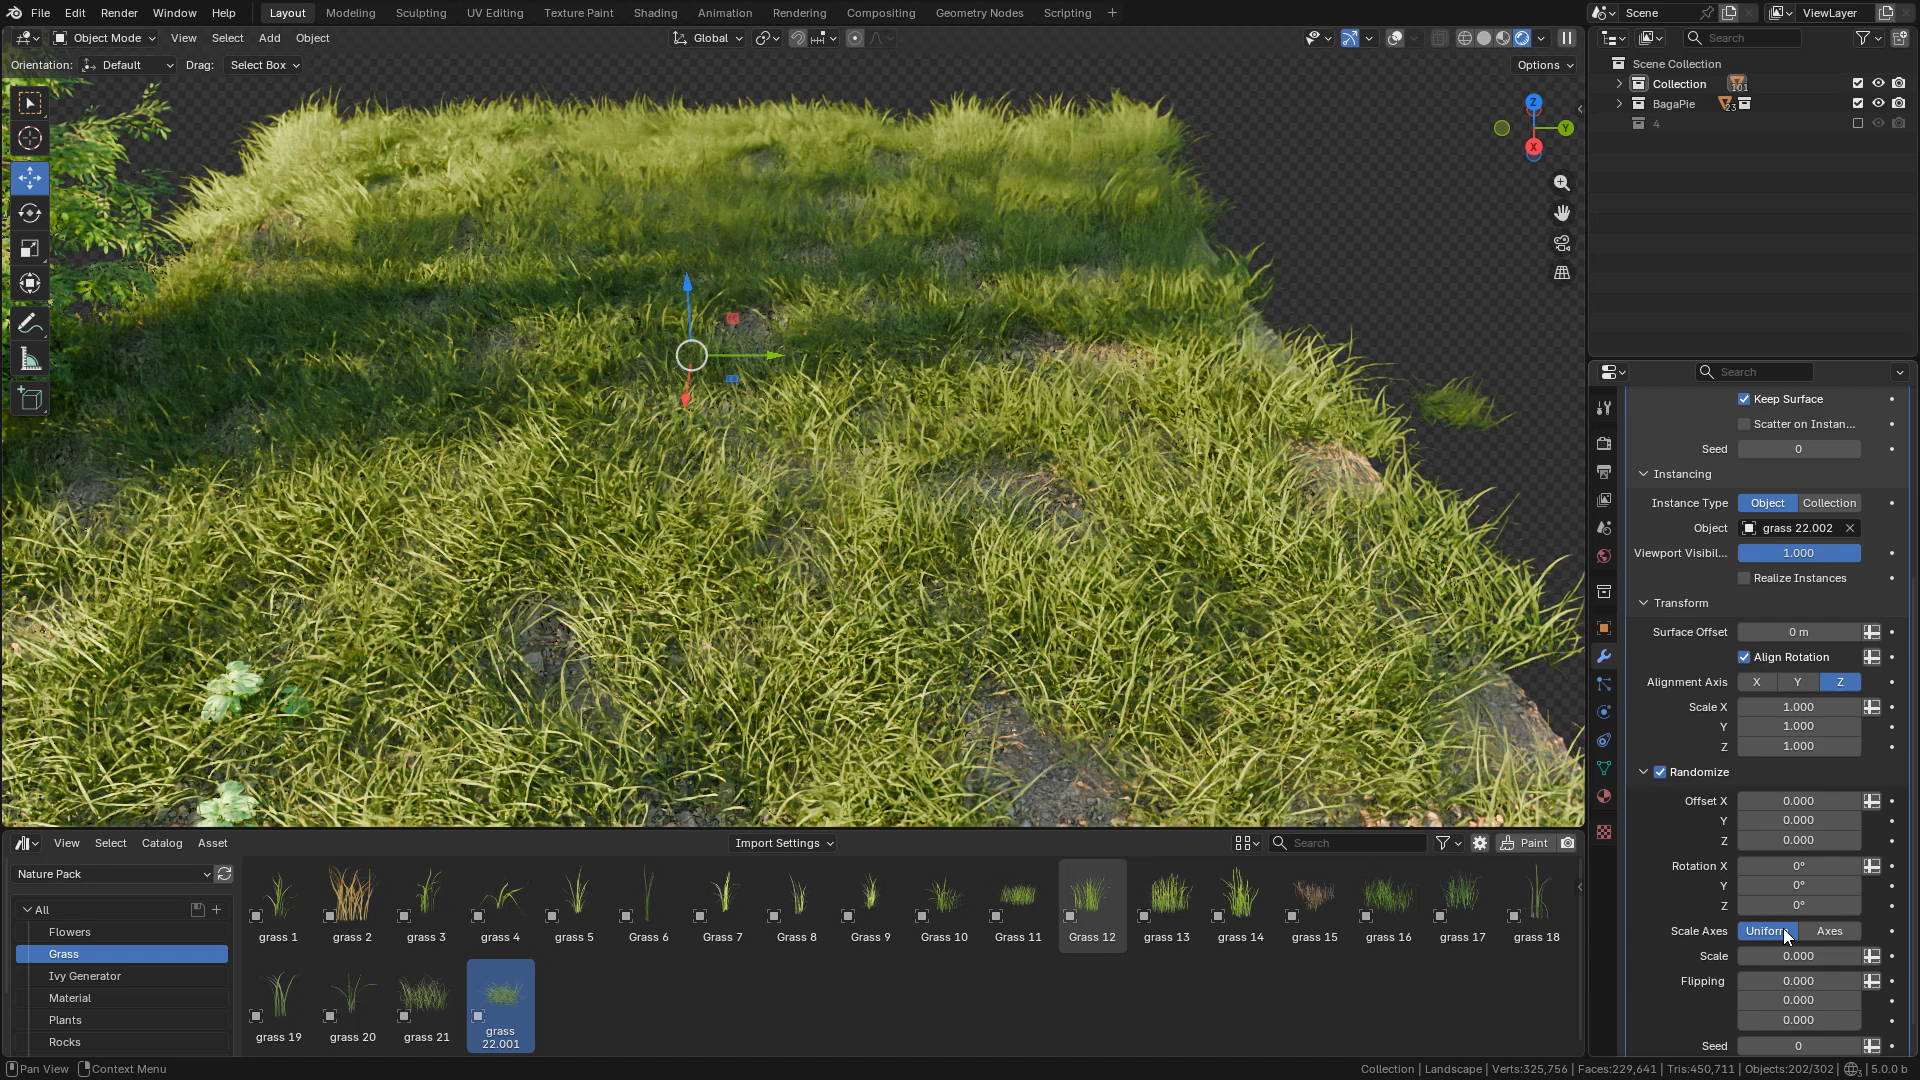 File Edit Render Window Help
Layout Modeling Sculpting UV Editing Texture Paint Shading Animation Rendering Compositing Geometry Nodes Scripting +
Scene ViewLayer
Object Mode View Select Add Object
Global
Search
Orientation: Default Drag: Select Box
Options
Scene Collection
Collection 101
BagaPie 23
4
Z
Y
X
Search
Keep Surface
Scatter on Instan...
Seed 0
Instancing
Instance Type Object Collection
Object grass 22.002
Viewport Visibil... 1.000
Realize Instances
Transform
Surface Offset 0 m
Align Rotation
Alignment Axis X Y Z
Scale X 1.000
Y 1.000
Z 1.000
Randomize
Offset X 0.000
Y 0.000
Z 0.000
Rotation X 0°
Y 0°
Z 0°
Scale Axes Uniform Axes
Scale 0.000
Flipping 0.000
0.000
0.000
Seed 0
View Select Catalog Asset
Import Settings
Search
Paint
Nature Pack
All
Flowers
Grass
Ivy Generator
Material
Plants
Rocks
grass 1 grass 2 grass 3 grass 4 grass 5 Grass 6 Grass 7 Grass 8 Grass 9 Grass 10 Grass 11 Grass 12 grass 13 grass 14 grass 15 grass 16 grass 17 grass 18
grass 19 grass 20 grass 21 grass
22.001
Pan View Context Menu
Collection | Landscape | Verts:325,756 | Faces:229,641 | Tris:450,711 | Objects:202/302 | 3 | 5.0.0 b